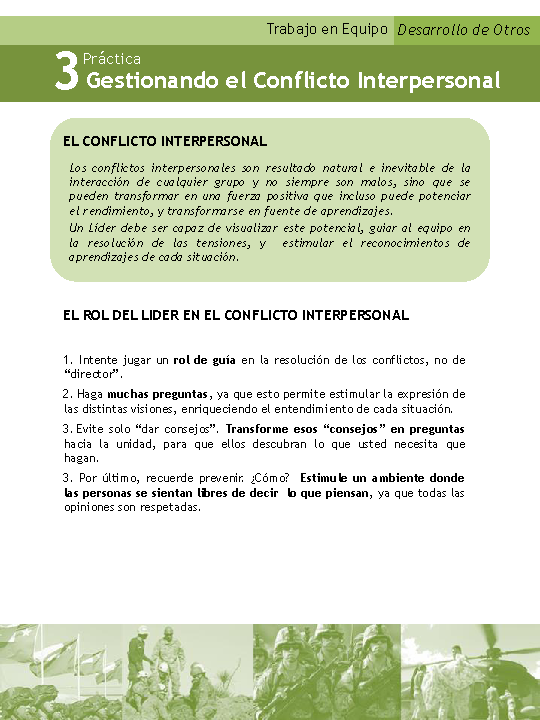 Trabajo en Equipo Desarrollo de Otros
3 Práctica
Gestionando el Conflicto Interpersonal
EL CONFLICTO INTERPERSONAL
Los conflictos interpersonales son resultado natural e inevitable de la
interacción de cualquier grupo y no siempre son malos, sino que se
pueden transformar en una fuerza positiva que incluso puede potenciar
el rendimiento, y transformarse en fuente de aprendizajes.
Un Líder debe ser capaz de visualizar este potencial, guiar al equipo en
la resolución de las tensiones, y estimular el reconocimientos de
aprendizajes de cada situación.
EL ROL DEL LIDER EN EL CONFLICTO INTERPERSONAL
1. Intente jugar un rol de guía en la resolución de los conflictos, no de
“director”.
2. Haga muchas preguntas, ya que esto permite estimular la expresión de
las distintas visiones, enriqueciendo el entendimiento de cada situación.
3. Evite solo “dar consejos”. Transforme esos “consejos” en preguntas
hacia la unidad, para que ellos descubran lo que usted necesita que
hagan.
3. Por último, recuerde prevenir. ¿Cómo? Estimule un ambiente donde
las personas se sientan libres de decir lo que piensan, ya que todas las
opiniones son respetadas.